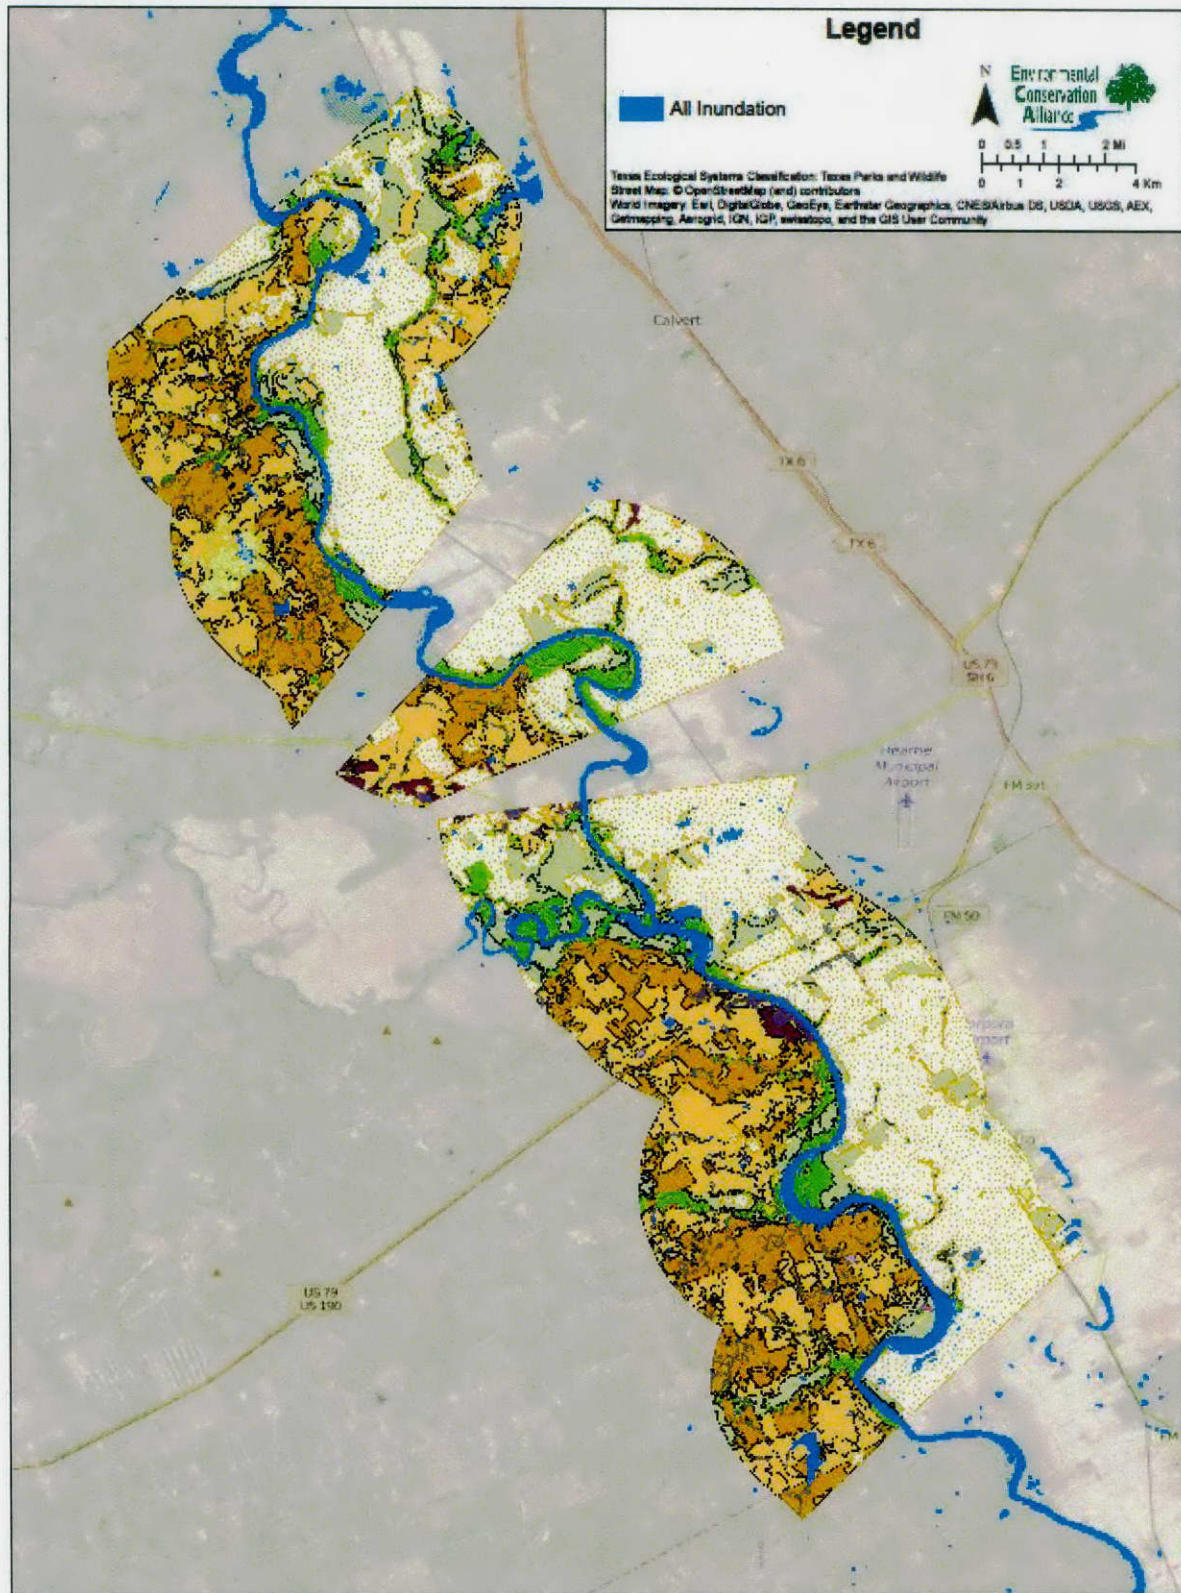 Legend
All Inundation
N
Environmental
Conservation
Alliance
0 0.5 1 2 Mi
0 1 2 4 Km
Texas Ecological Systems Classification: Texas Parks and Wildlife
Street Map: © OpenStreetMap (and) contributors
World Imagery: Esri, DigitalGlobe, GeoEye, Earthstar Geographics, CNES/Airbus DS, USDA, USGS, AEX,
Getmapping, Aerogrid, IGN, IGP, swisstopo, and the GIS User Community
Calvert
TX 6
TX 6
US 79
Hearne
Municipal
Airport
FM 391
FM 50
US 79
US 190
FM